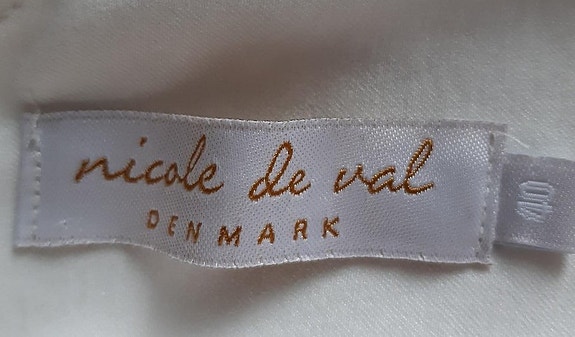 nicole de val
DENMARK
40